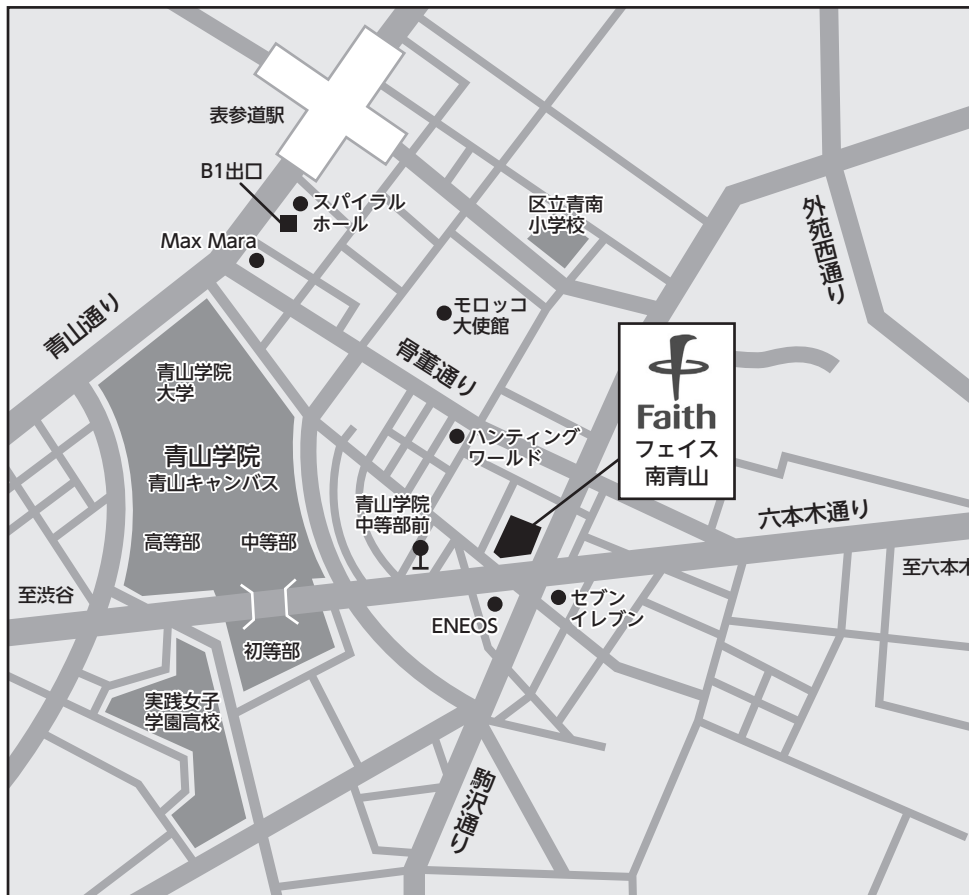 表参道駅
B1出口
スパイラル
ホール
Max Mara
区立青南
小学校
外苑西通り
青山通り
モロッコ
大使館
骨董通り
青山学院
大学
Faith
フェイス
南青山
ハンティング
ワールド
青山学院
青山キャンパス
青山学院
中等部前
六本木通り
高等部
中等部
至渋谷
至六本木
セブン
イレブン
ENEOS
初等部
実践女子
学園高校
駒沢通り